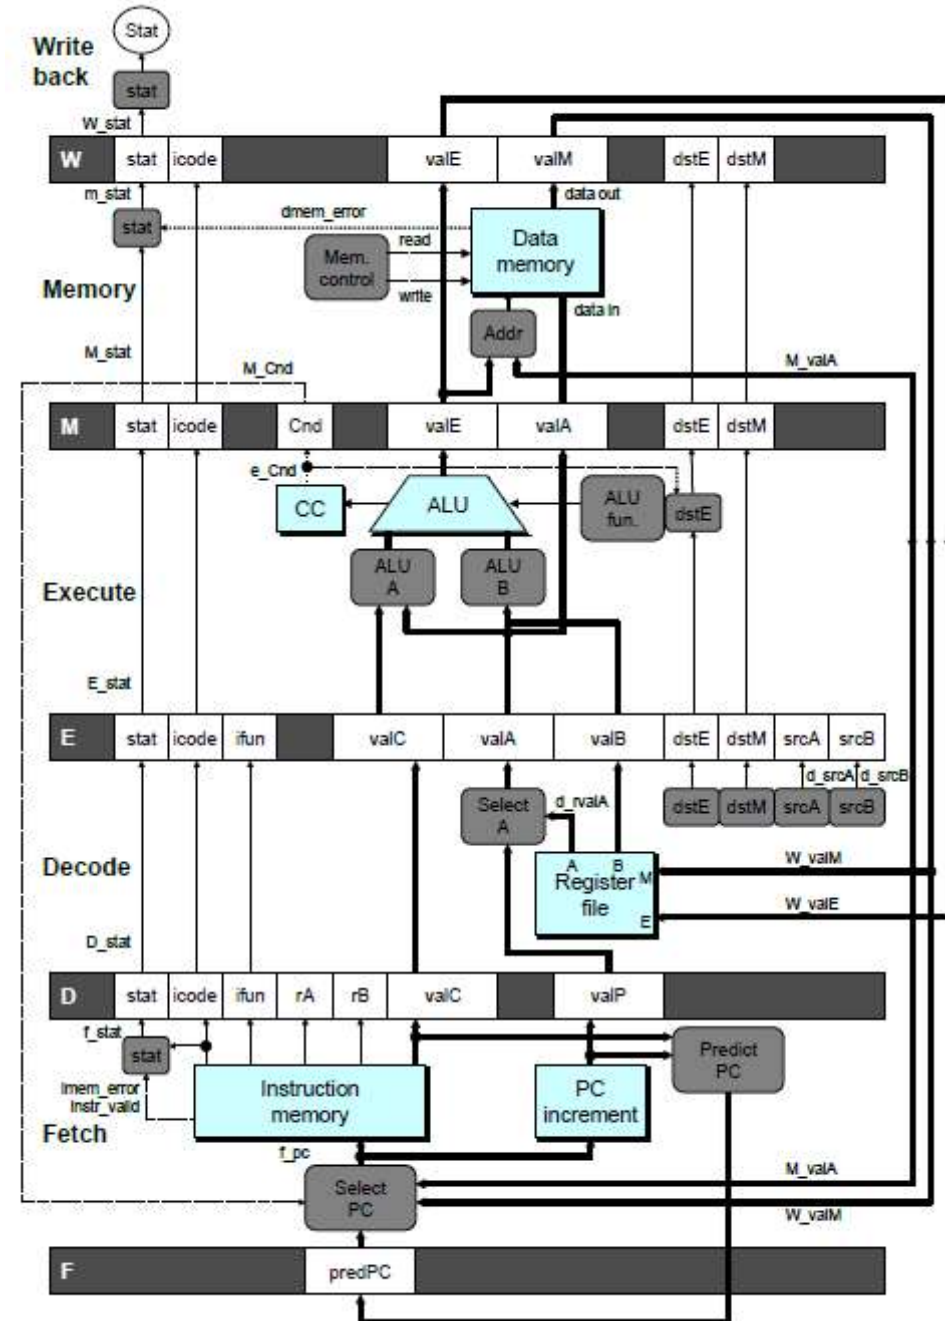 Stat
Write
back
stat
W_stat
W stat icode valE valM dstE dstM
m_stat
data out
dmem_error
stat
Data
memory
read
Mem.
control
write
Memory
data in
Addr
M_stat
M_valA
M_Cnd
M stat icode Cnd valE valA dstE dstM
e_Cnd
CC
ALU
ALU
fun.
dstE
ALU
A
ALU
B
Execute
E_stat
E stat icode ifun valC valA valB dstE dstM srcA srcB
d_srcA d_srcB
Select
A
d_rvalA
dstE dstM srcA srcB
Decode
A B
M
Register
file
E
W_valM
W_valE
D_stat
D stat icode ifun rA rB valC valP
f_stat
stat
Predict
PC
Imem_error
Instr_valid
Instruction
memory
PC
increment
Fetch
f_pc
M_valA
Select
PC
W_valM
F predPC